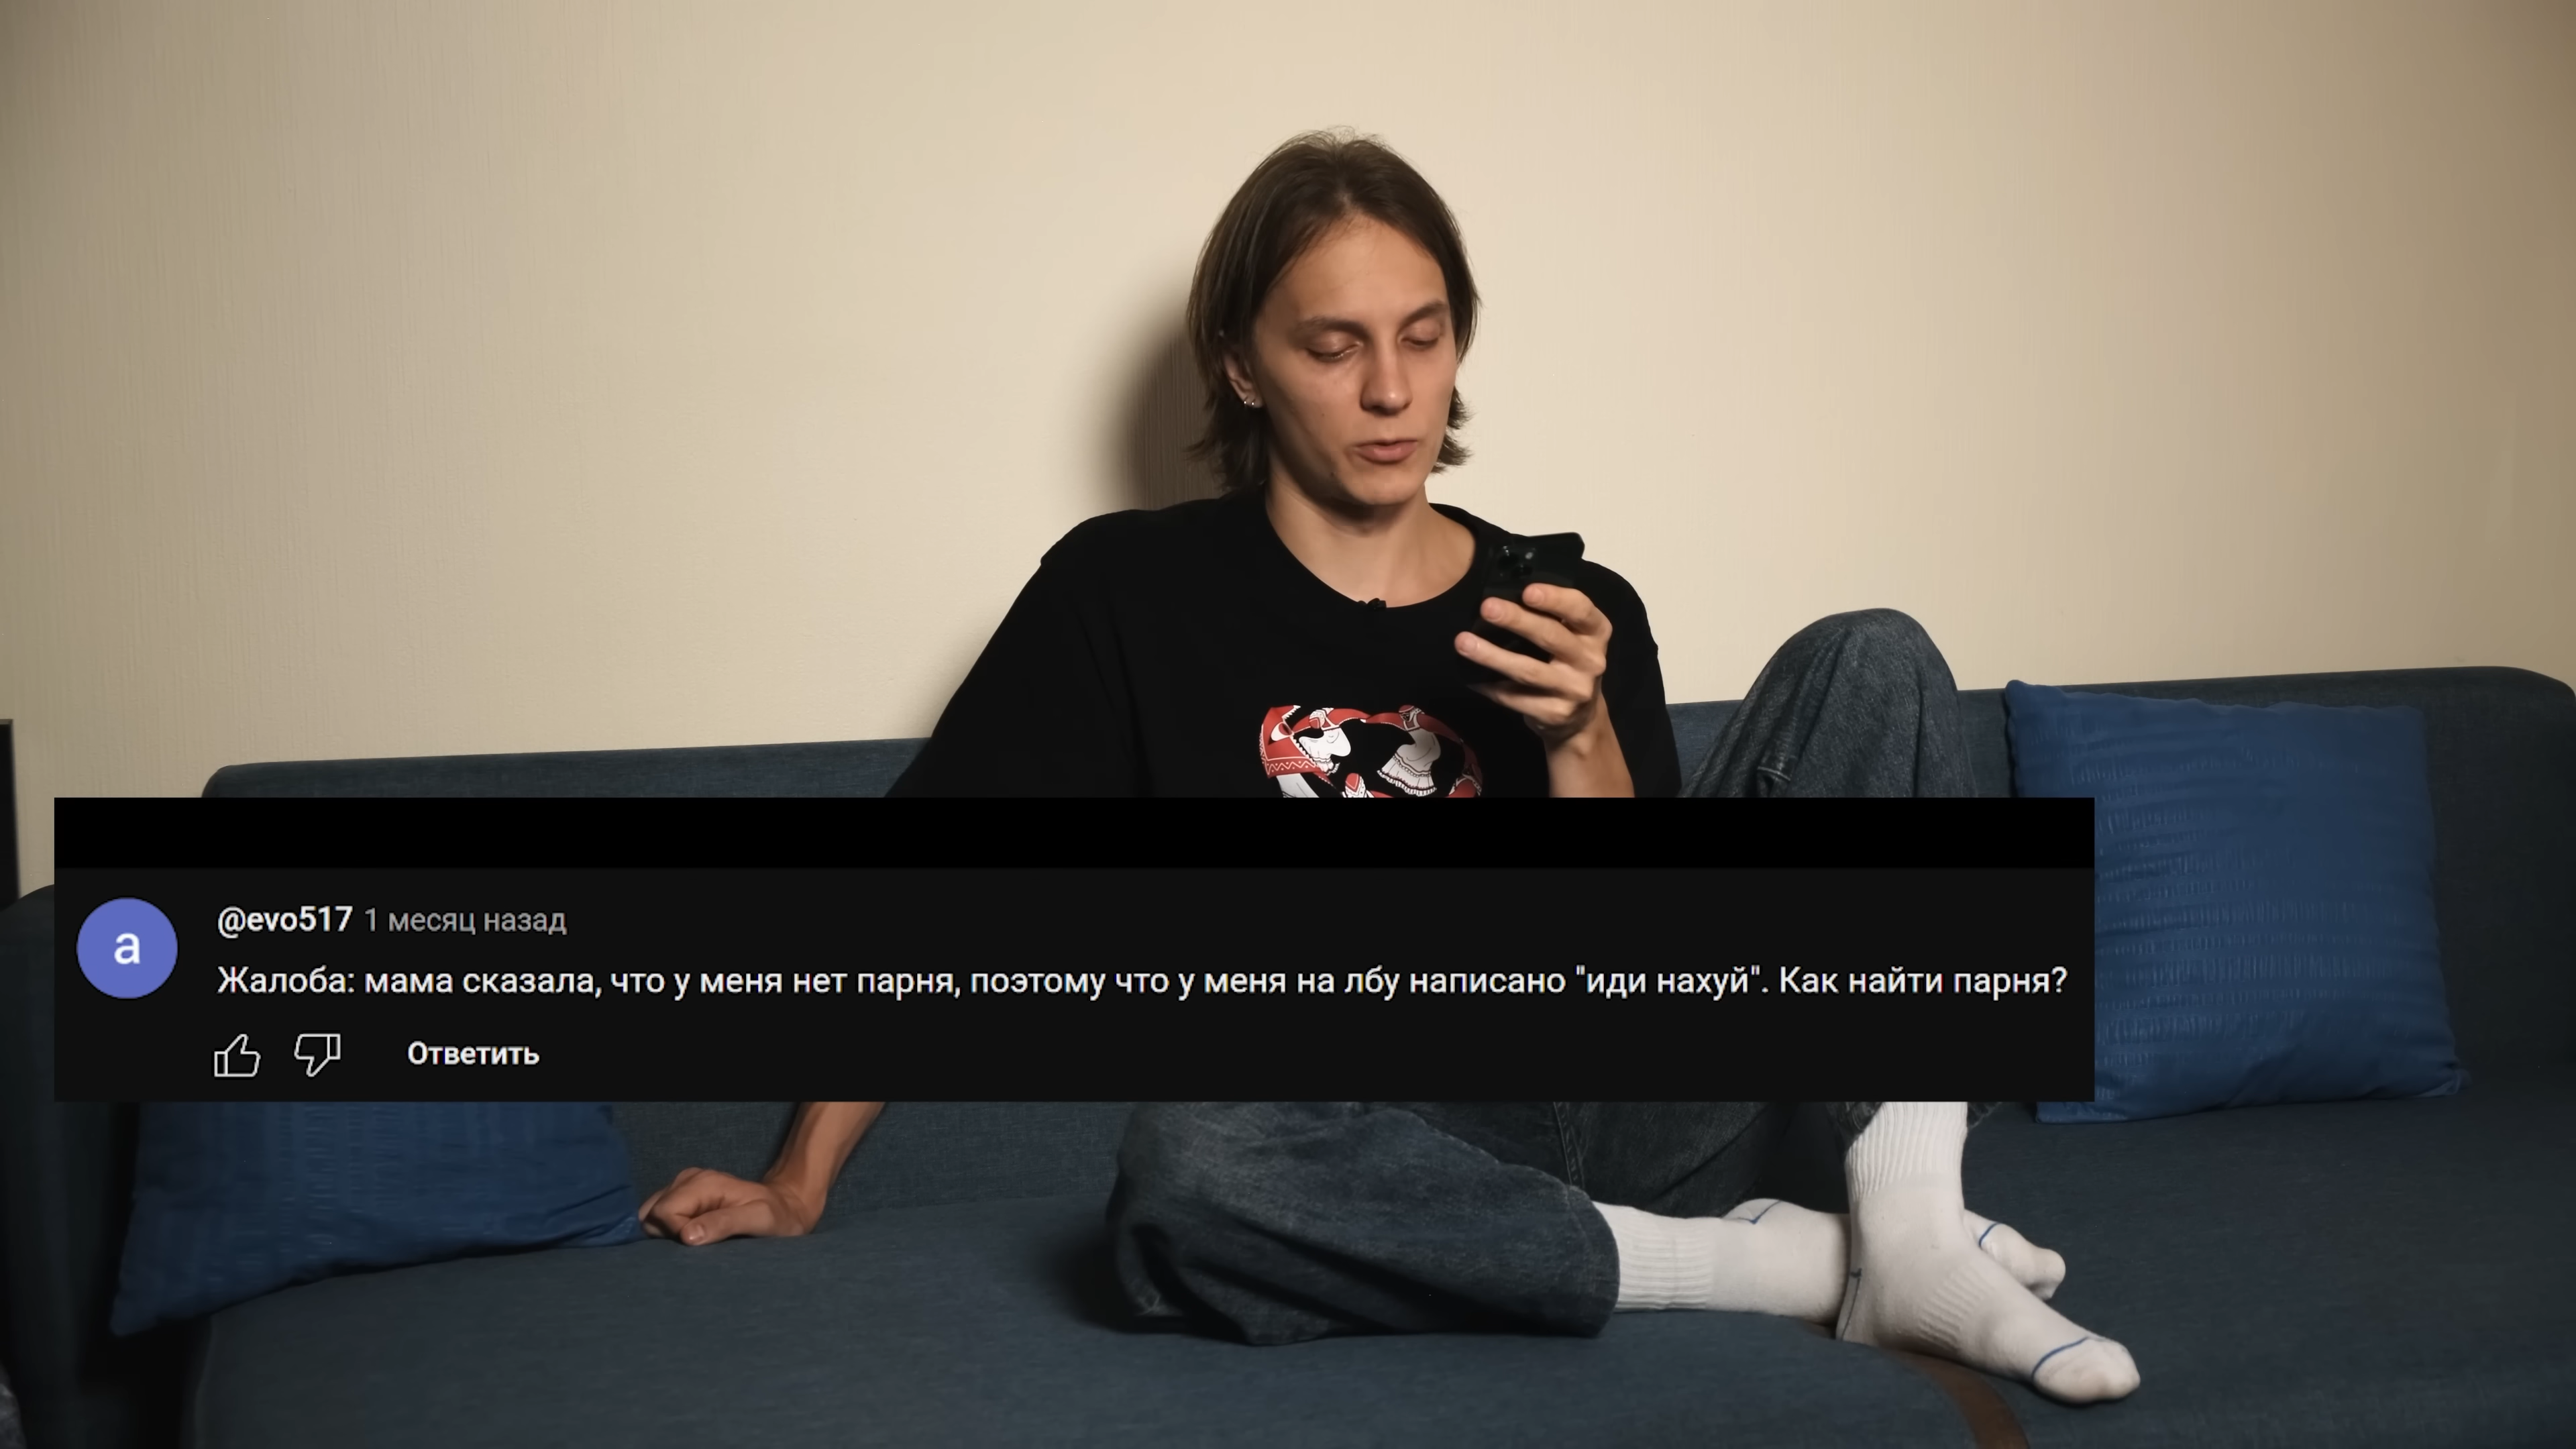 a
@evo517 1 месяц назад
Жалоба: мама сказала, что у меня нет парня, поэтому что у меня на лбу написано "иди нахуй". Как найти парня?
Ответить